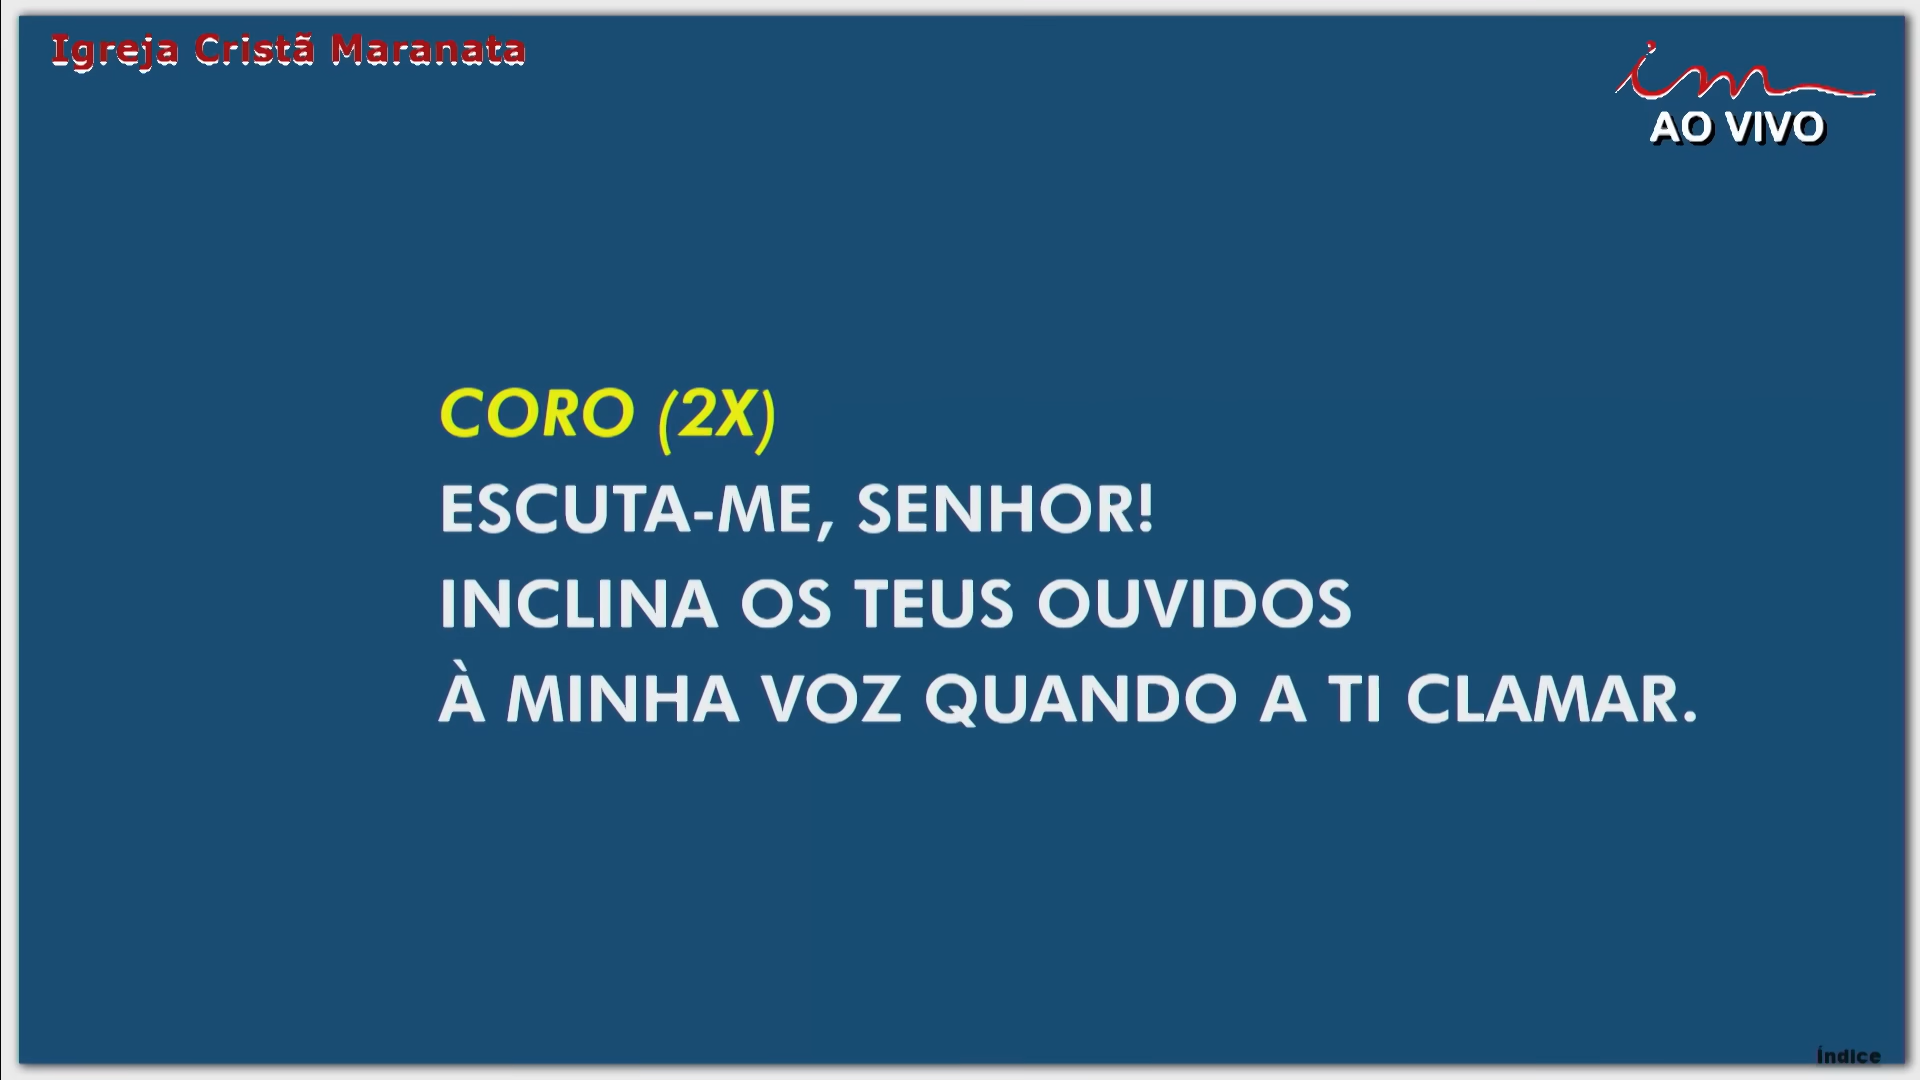 Igreja Cristã Maranata
im
AO VIVO
CORO (2X)
ESCUTA-ME, SENHOR!
INCLINA OS TEUS OUVIDOS
À MINHA VOZ QUANDO A TI CLAMAR.
Índice